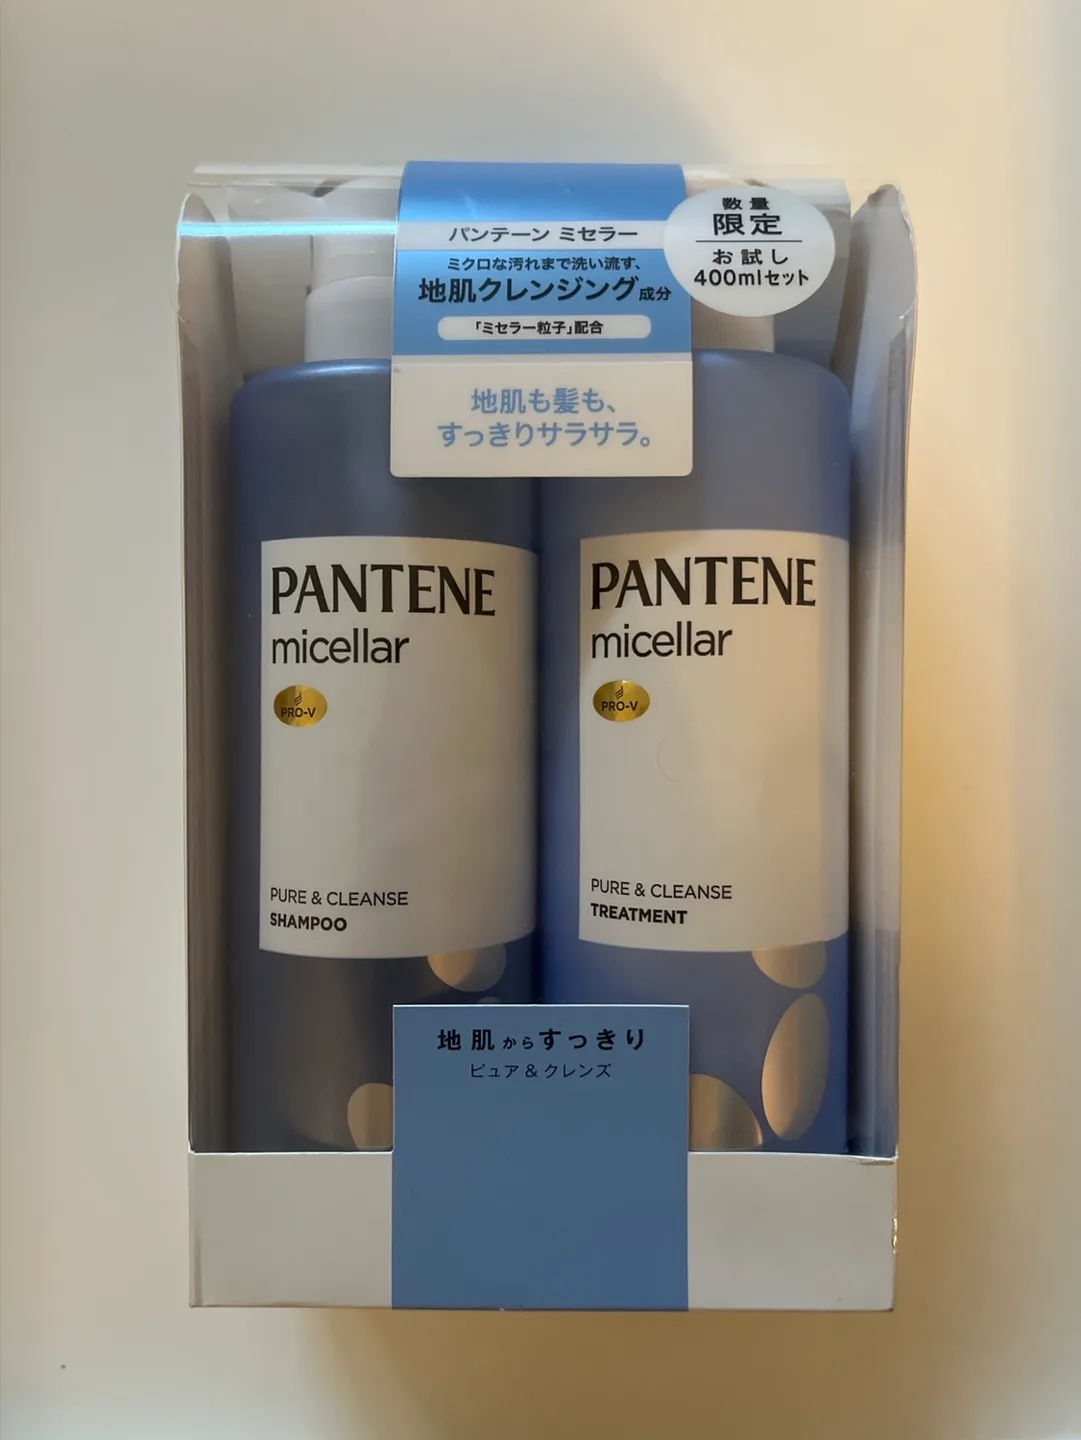 パンテーン ミセラー
ミクロな汚れまで洗い流す、
地肌クレンジング成分
「ミセラー粒子」配合
地肌も髪も、
すっきりサラサラ。
数量
限定
お試し
400mlセット
PANTENE
micellar
PRO-V
PURE & CLEANSE
SHAMPOO
PANTENE
micellar
PRO-V
PURE & CLEANSE
TREATMENT
地肌からすっきり
ピュア & クレンズ